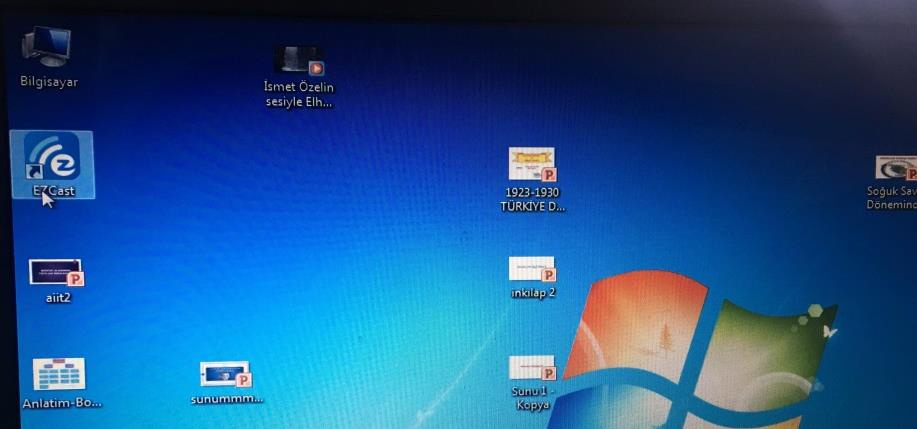 Bilgisayar
İsmet Özelin
sesiyle Elh...
EZCast
1923-1930
TÜRKİYE D...
Soğuk Sav
Dönemind
aiit2
inkılap 2
Anlatim-Bo...
sunummm...
Sunu 1 -
Kopya